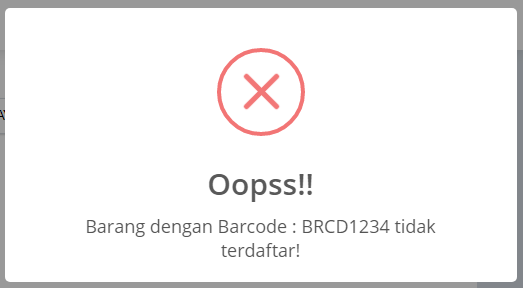 Oopss!!
Barang dengan Barcode : BRCD1234 tidak
terdaftar!